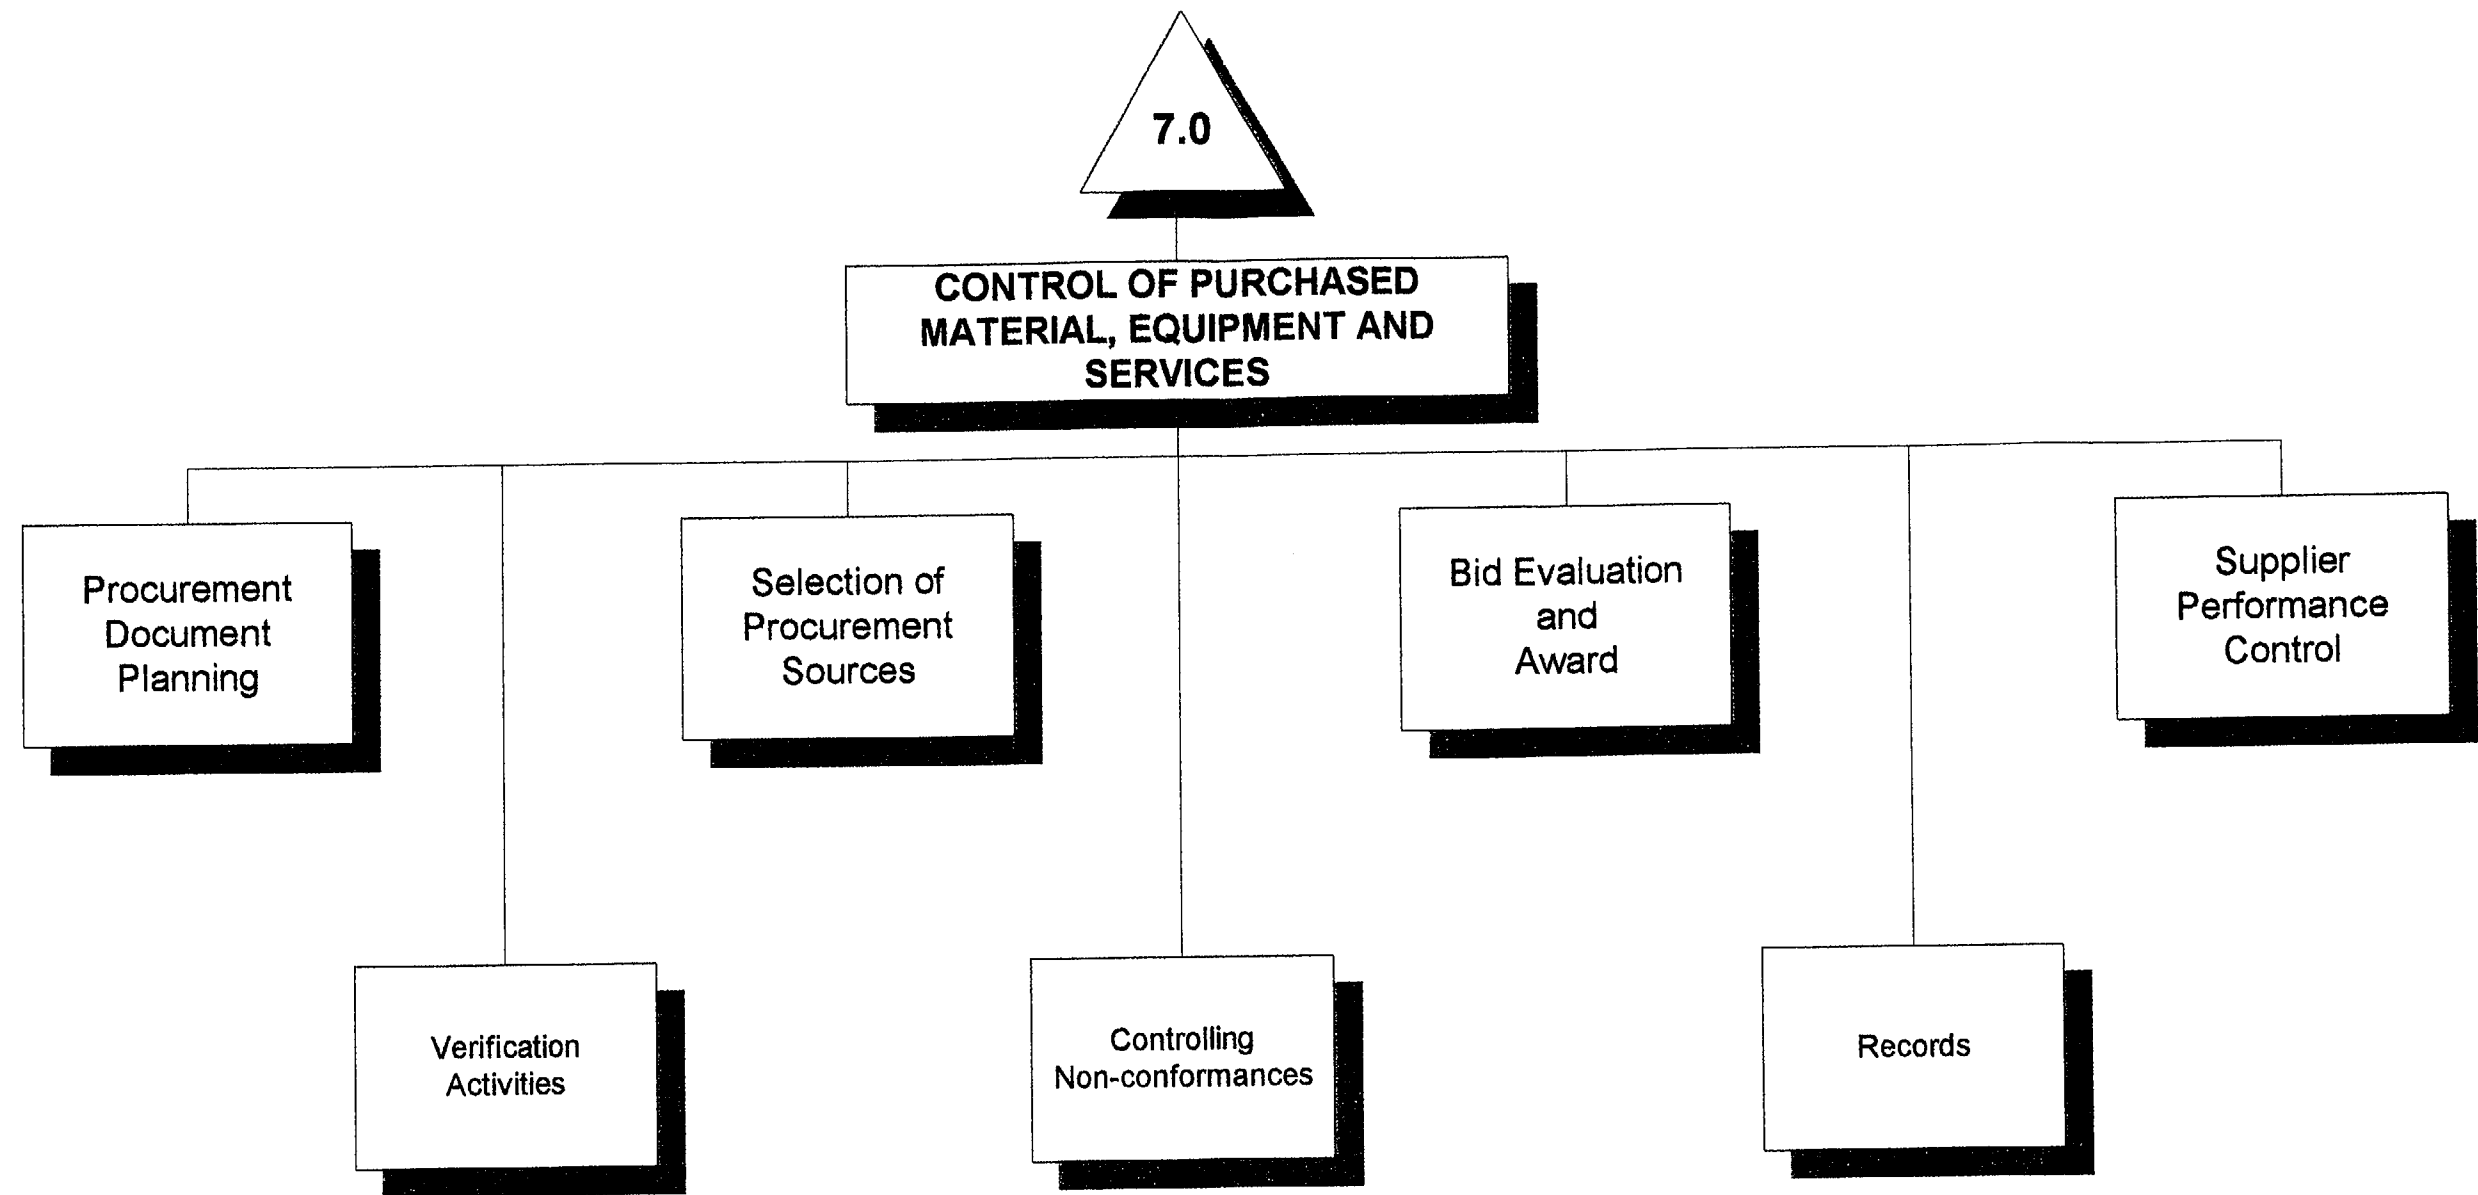 7.0
CONTROL OF PURCHASED
MATERIAL, EQUIPMENT AND
SERVICES
Procurement
Document
Planning
Selection of
Procurement
Sources
Bid Evaluation
and
Award
Supplier
Performance
Control
Verification
Activities
Controlling
Non-conformances
Records